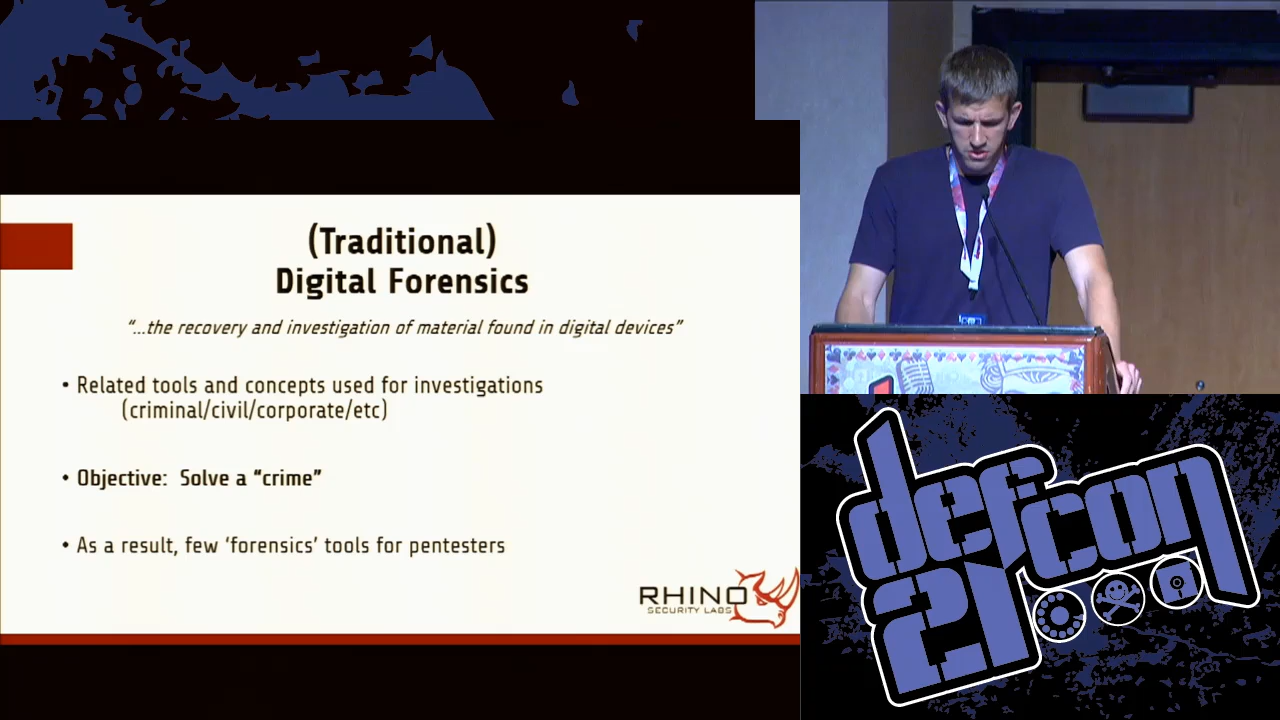 (Traditional)
Digital Forensics
“...the recovery and investigation of material found in digital devices”
• Related tools and concepts used for investigations
(criminal/civil/corporate/etc)
• Objective: Solve a “crime”
• As a result, few ‘forensics’ tools for pentesters
RHINO
SECURITY LABS
defcon
21